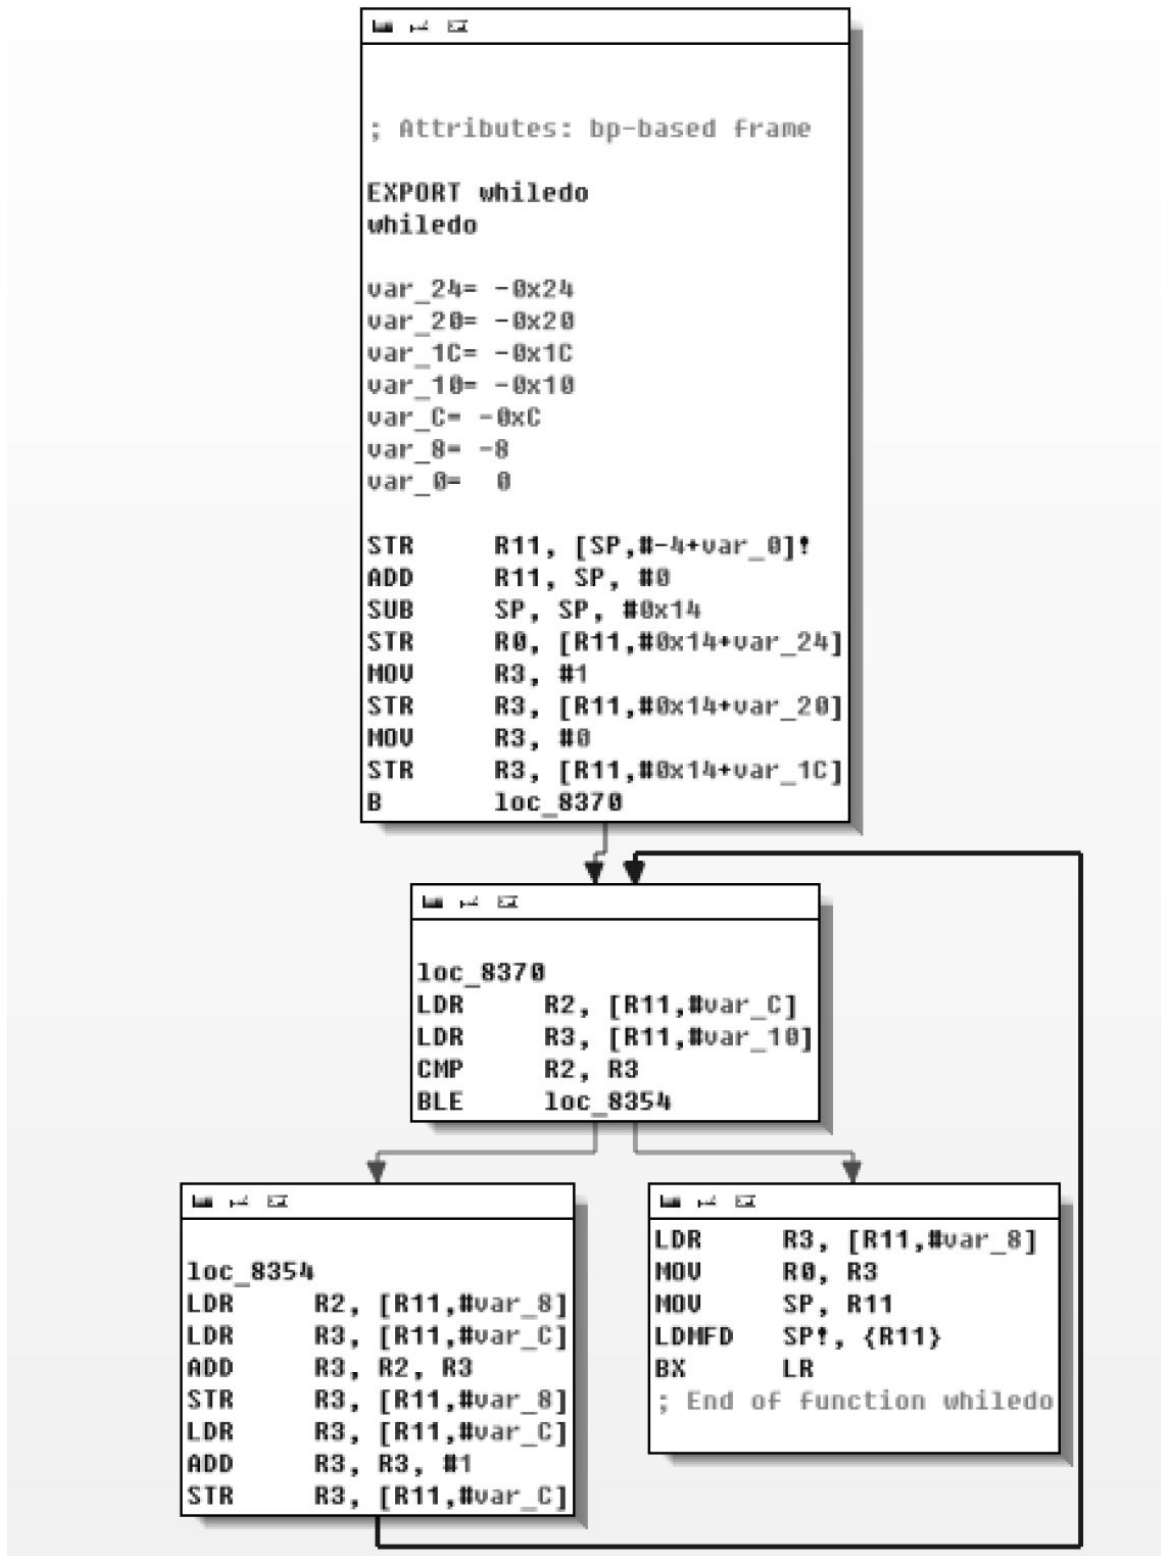 ; Attributes: bp-based frame
EXPORT whiledo
whiledo
var_24= -0x24
var_20= -0x20
var_1C= -0x1C
var_10= -0x10
var_C= -0xC
var_8= -8
var_0=  0
STR     R11, [SP,#-4+var_0]!
ADD     R11, SP, #0
SUB     SP, SP, #0x14
STR     R0, [R11,#0x14+var_24]
MOV     R3, #1
STR     R3, [R11,#0x14+var_20]
MOV     R3, #0
STR     R3, [R11,#0x14+var_1C]
B       loc_8370
loc_8370
LDR     R2, [R11,#var_C]
LDR     R3, [R11,#var_10]
CMP     R2, R3
BLE     loc_8354
loc_8354
LDR     R2, [R11,#var_8]
LDR     R3, [R11,#var_C]
ADD     R3, R2, R3
STR     R3, [R11,#var_8]
LDR     R3, [R11,#var_C]
ADD     R3, R3, #1
STR     R3, [R11,#var_C]
LDR     R3, [R11,#var_8]
MOV     R0, R3
MOV     SP, R11
LDMFD   SP!, {R11}
BX      LR
; End of function whiledo